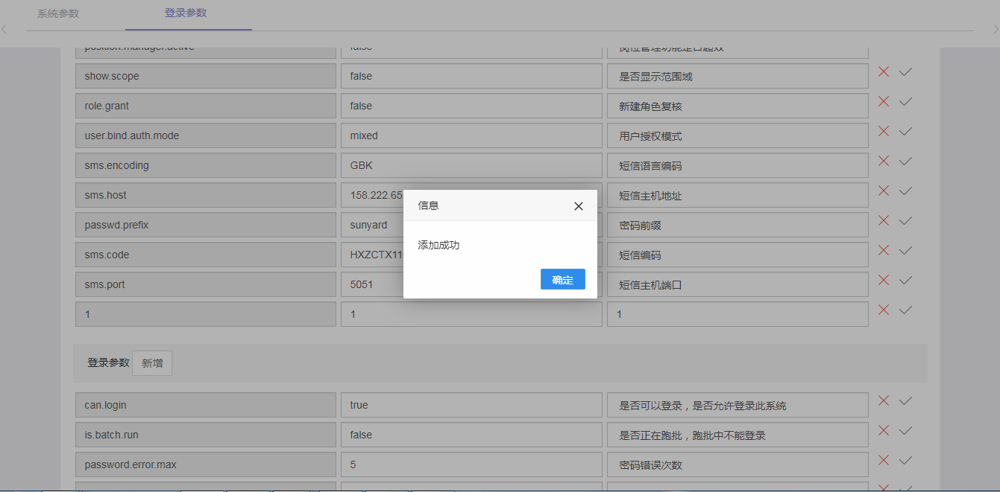 系统参数 登录参数
position.manager.active false 岗位管理功能是否起效
show.scope false 是否显示范围域
role.grant false 新建角色复核
user.bind.auth.mode mixed 用户授权模式
sms.encoding GBK 短信语言编码
sms.host 158.222.65 短信主机地址
passwd.prefix sunyard 密码前缀
sms.code HXZCTX11 短信编码
sms.port 5051 短信主机端口
1 1 1
信息
添加成功
确定
登录参数 新增
can.login true 是否可以登录，是否允许登录此系统
is.batch.run false 是否正在跑批，跑批中不能登录
password.error.max 5 密码错误次数